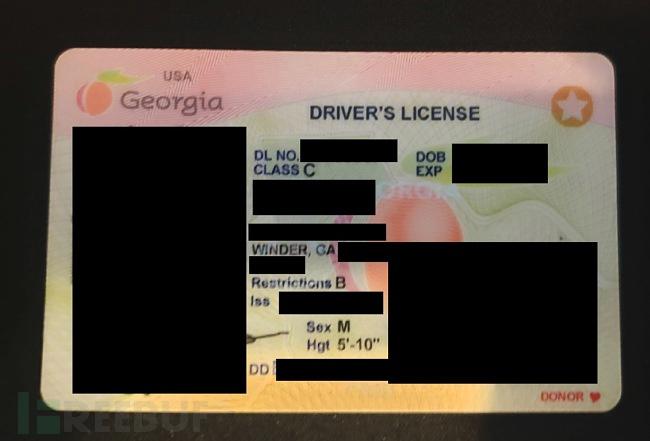 USA
Georgia
DRIVER'S LICENSE
DL NO.
DOB
CLASS C
EXP
WINDER, GA
Restrictions B
Iss
Sex M
Hgt 5'-10"
DD
DONOR
REEBUF